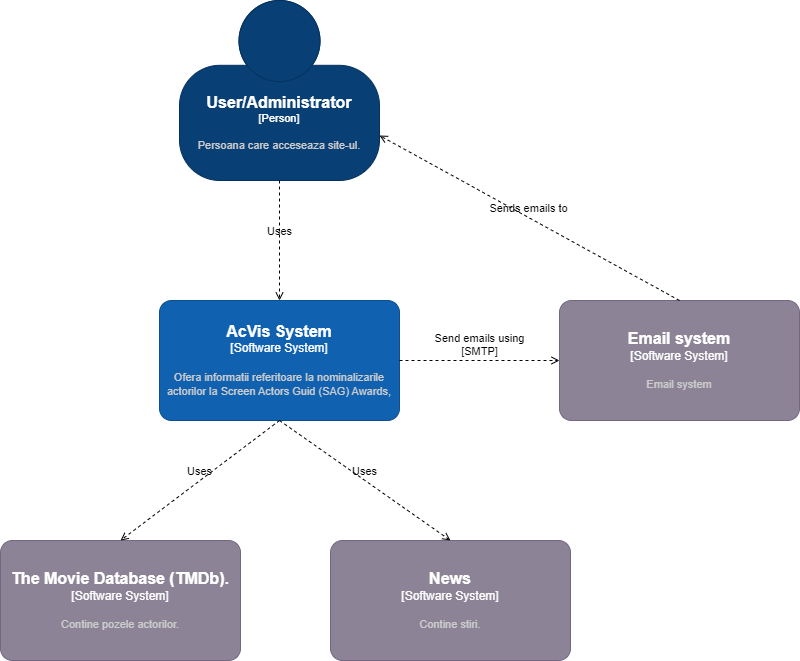 User/Administrator
[Person]
Persoana care acceseaza site-ul.
Sends emails to
Uses
AcVis System
[Software System]
Ofera informatii referitoare la nominalizarile
actorilor la Screen Actors Guid (SAG) Awards,
Send emails using
[SMTP]
Email system
[Software System]
Email system
Uses
Uses
The Movie Database (TMDb).
[Software System]
Contine pozele actorilor.
News
[Software System]
Contine stiri.